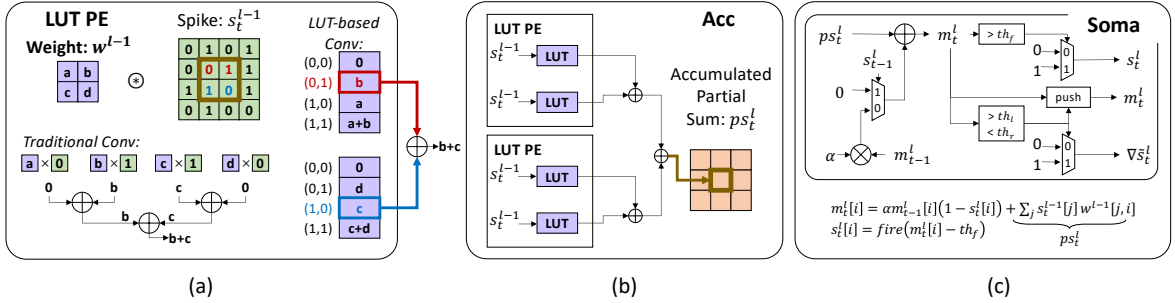 LUT PE
Weight: w^{l-1}
a b
c d
⊛
Spike: s_t^{l-1}
0 1 0 1
0 0 1 1
1 1 0 1
0 1 0 0
Traditional Conv:
a × 0 b × 1 c × 1 d × 0
0 b c 0
b c
b+c
LUT-based
Conv:
(0,0) 0
(0,1) b
(1,0) a
(1,1) a+b
b+c
(0,0) 0
(0,1) d
(1,0) c
(1,1) c+d
(a)
Acc
LUT PE
s_t^{l-1} LUT
s_t^{l-1} LUT
LUT PE
s_t^{l-1} LUT
s_t^{l-1} LUT
Accumulated
Partial
Sum: ps_t^l
(b)
Soma
ps_t^l m_t^l > th_f 0 1 0 1 s_t^l
s_{t-1}^l
0 1 0
α m_{t-1}^l
push m_t^l
> th_l
< th_r
0 1 0 1 ∇s̃_t^l
m_t^l[i] = αm_{t-1}^l[i](1 − s_t^l[i]) + ∑_j s_t^{l-1}[j] w^{l-1}[j, i]
s_t^l[i] = fire(m_t^l[i] − th_f)
ps_t^l
(c)